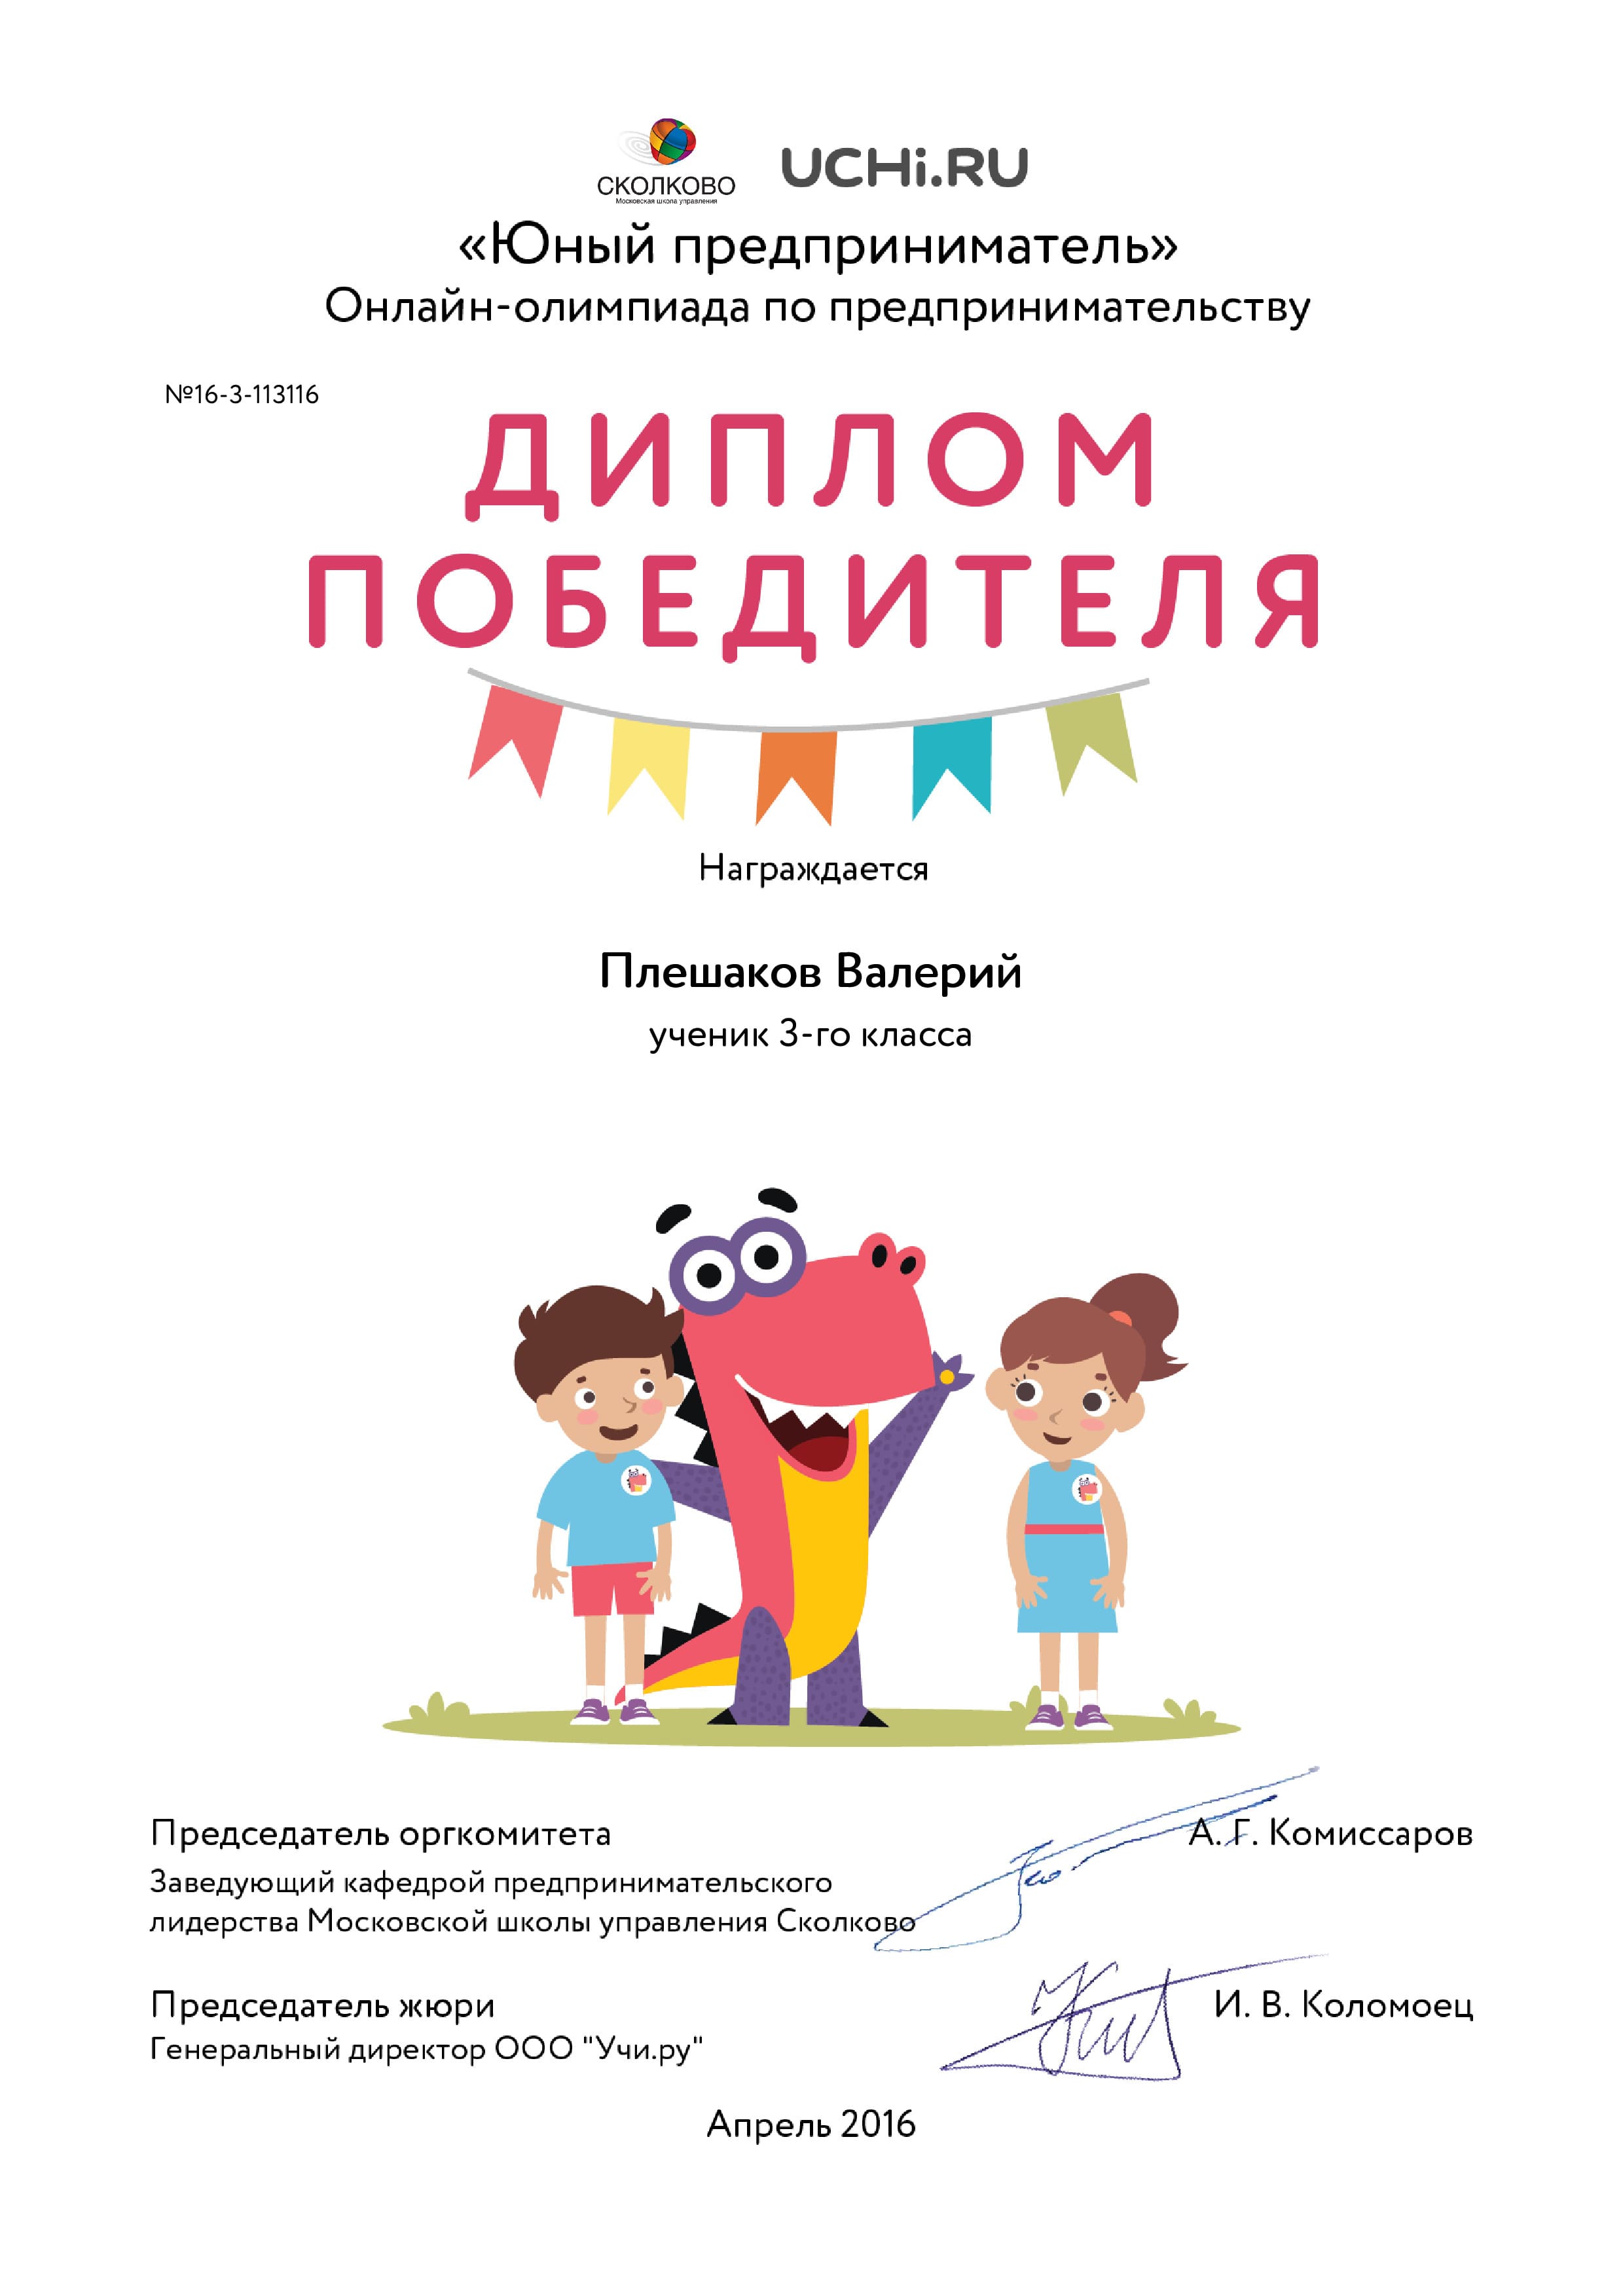 СКОЛКОВО
Московская школа управления
UCHi.RU
«Юный предприниматель»
Онлайн-олимпиада по предпринимательству
№16-3-113116
ДИПЛОМ
ПОБЕДИТЕЛЯ
Награждается
Плешаков Валерий
ученик 3-го класса
Председатель оргкомитета
А. Г. Комиссаров
Заведующий кафедрой предпринимательского
лидерства Московской школы управления Сколково
Председатель жюри
И. В. Коломоец
Генеральный директор ООО "Учи.ру"
Апрель 2016